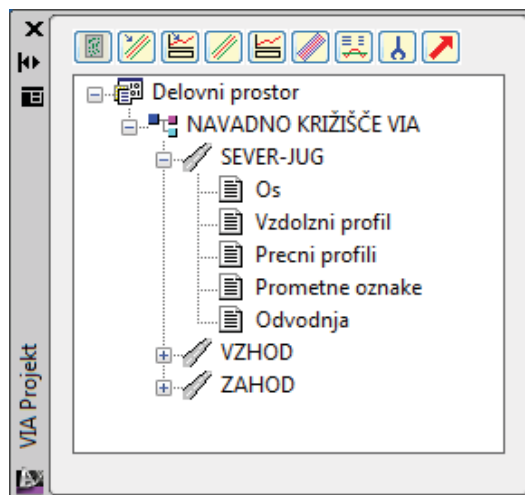 Delovni prostor
NAVADNO KRIŽIŠČE VIA
SEVER-JUG
Os
Vzdolzni profil
Precni profili
Prometne oznake
Odvodnja
VZHOD
ZAHOD
VIA Projekt